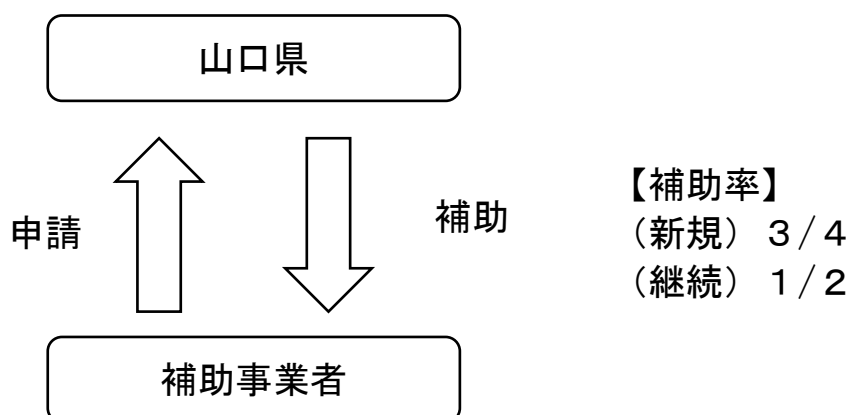 山口県
申請
補助
【補助率】
（新規）３/４
（継続）１/２
補助事業者